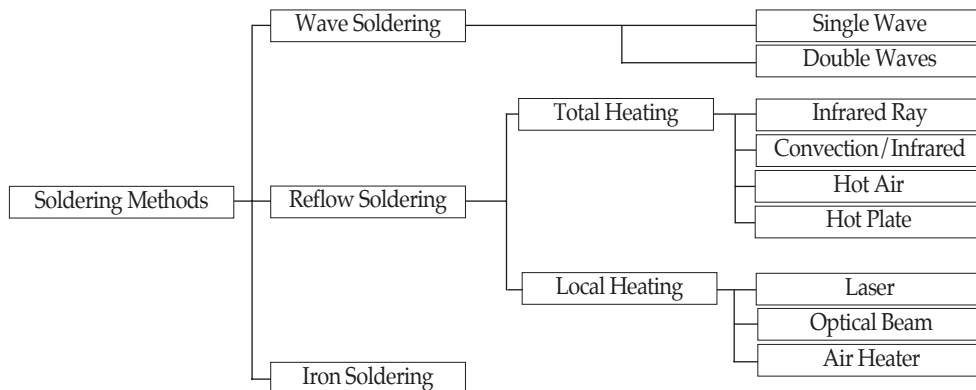 Wave Soldering
Single Wave
Double Waves
Total Heating
Infrared Ray
Convection/Infrared
Hot Air
Hot Plate
Soldering Methods
Reflow Soldering
Local Heating
Laser
Optical Beam
Air Heater
Iron Soldering